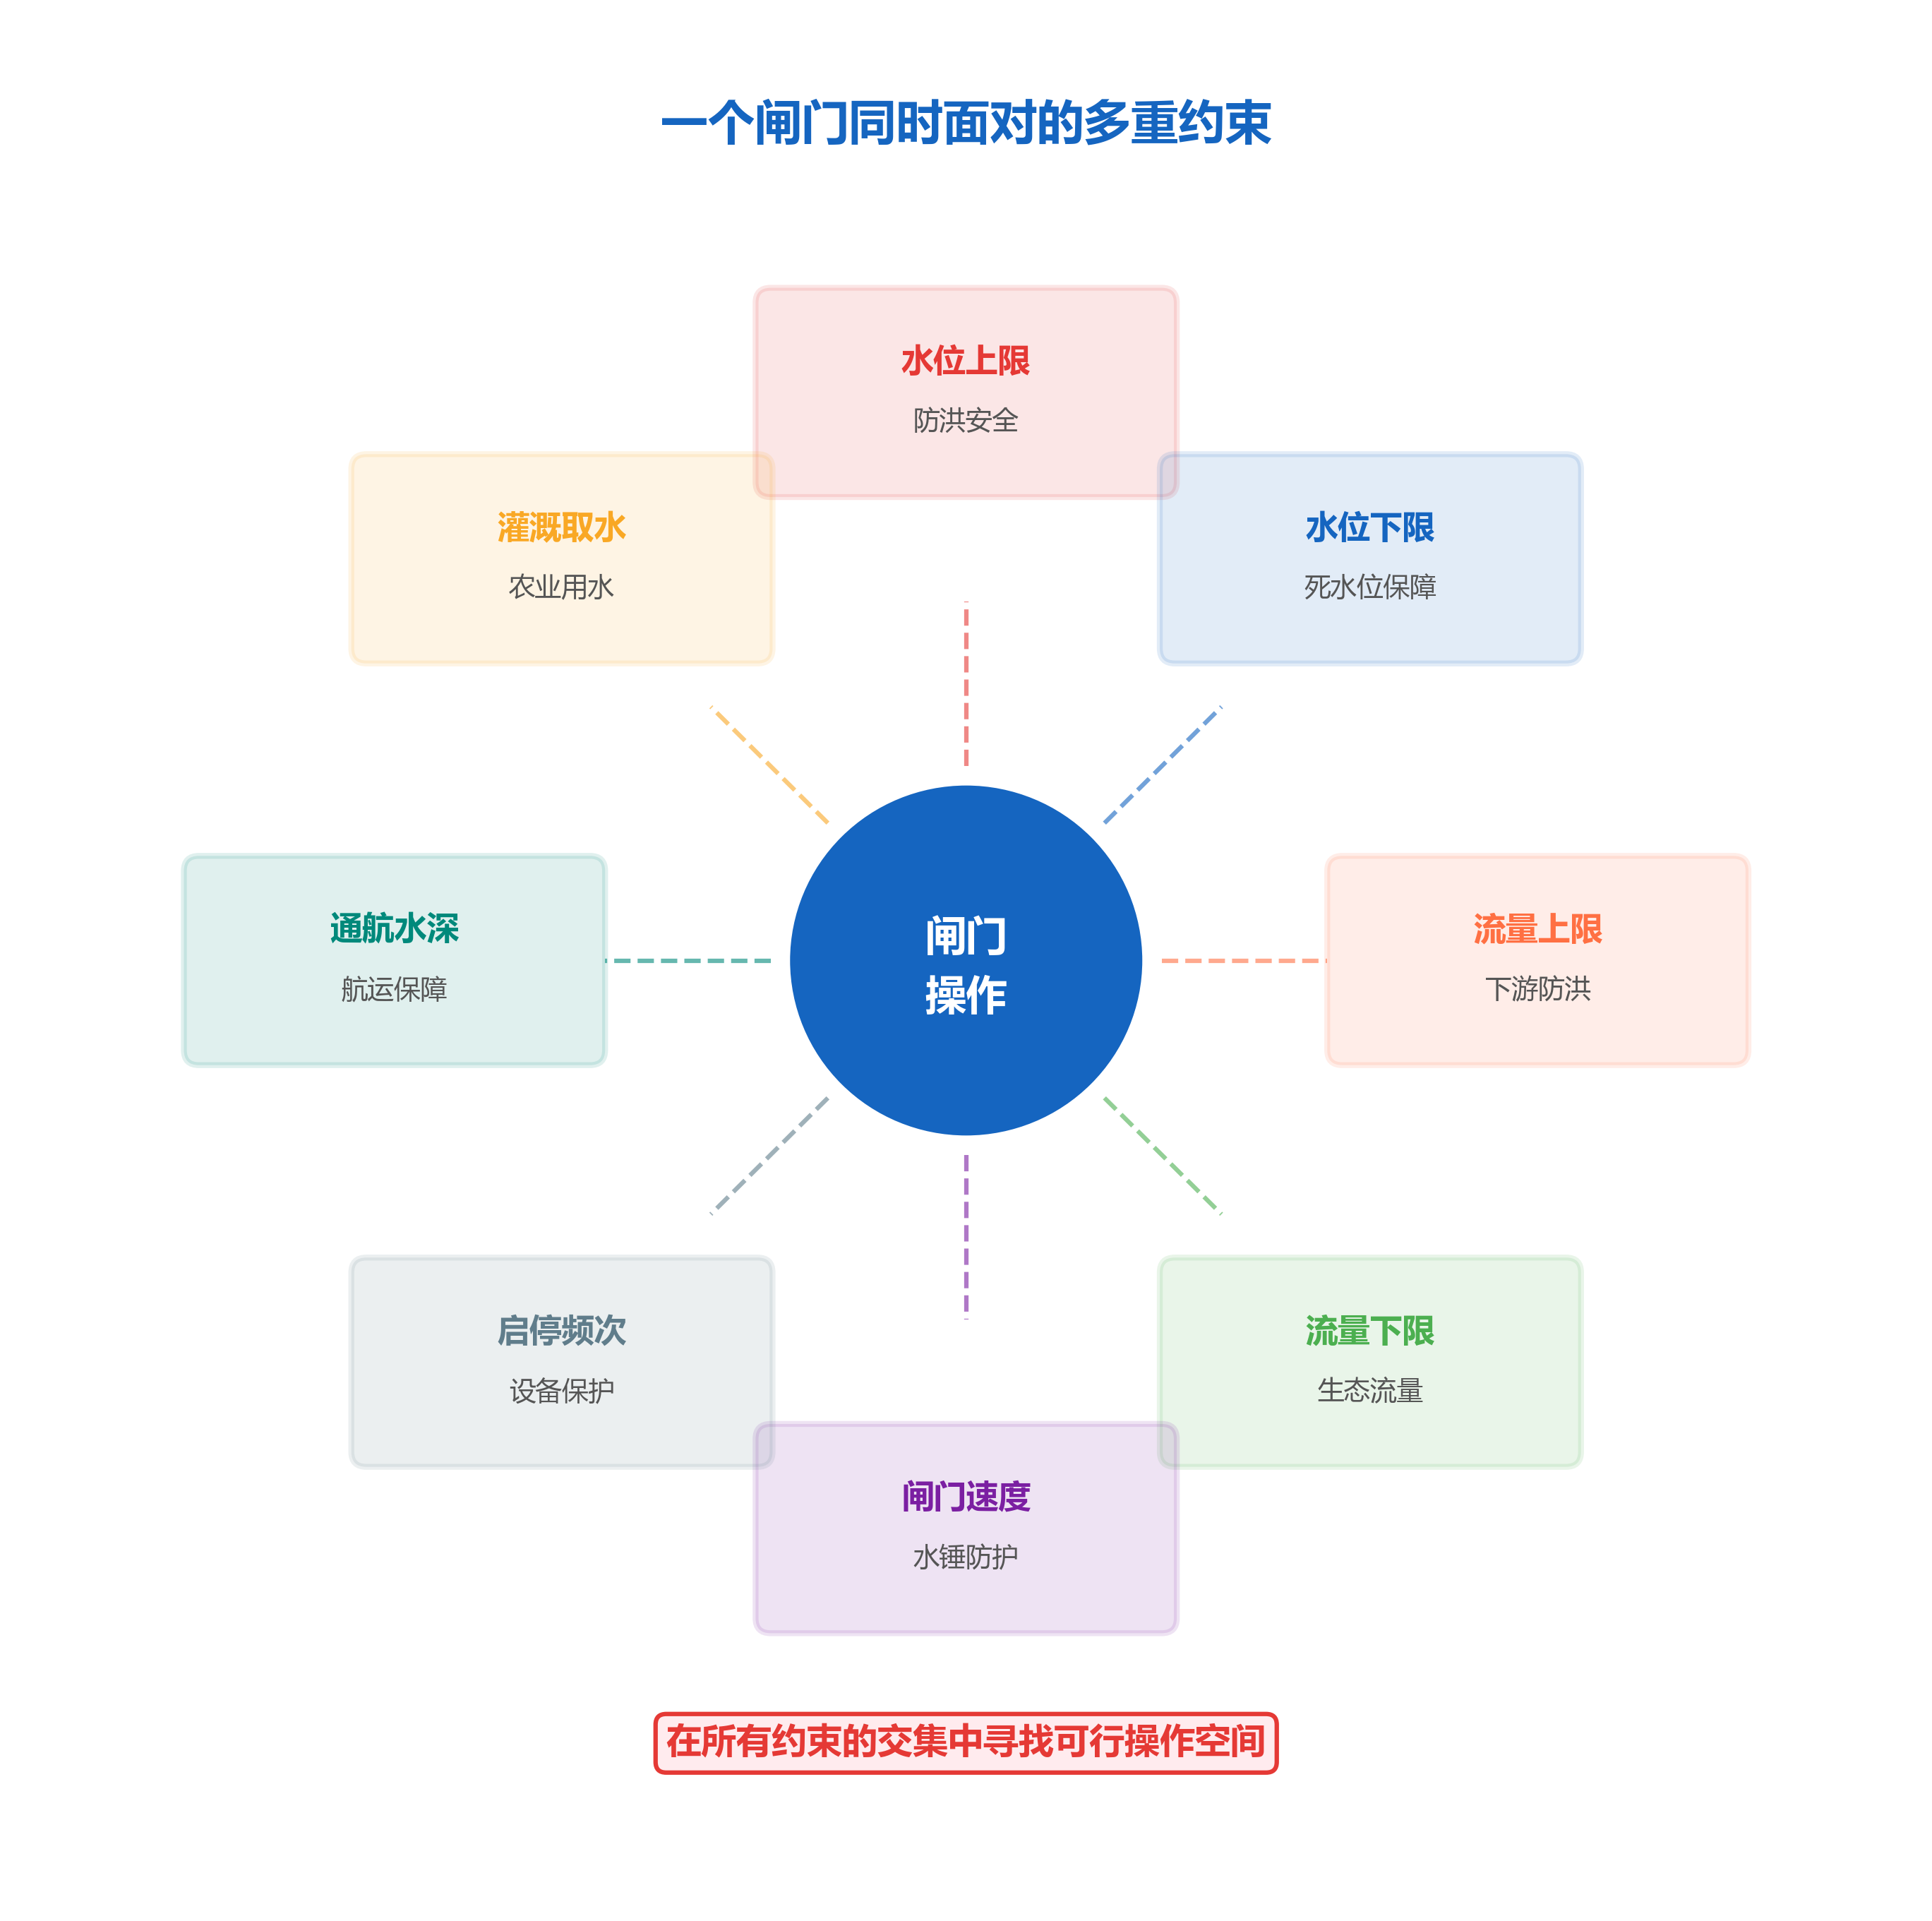 一个闸门同时面对的多重约束
水位上限
防洪安全
灌溉取水
农业用水
水位下限
死水位保障
通航水深
航运保障
闸门
操作
流量上限
下游防洪
启停频次
设备保护
流量下限
生态流量
闸门速度
水锤防护
在所有约束的交集中寻找可行操作空间